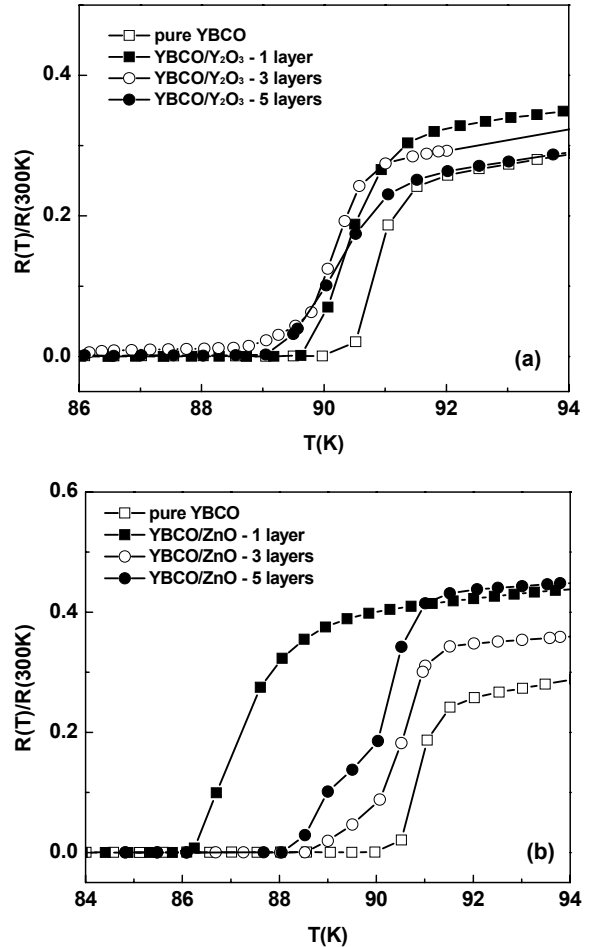 pure YBCO
YBCO/Y₂O₃ - 1 layer
YBCO/Y₂O₃ - 3 layers
YBCO/Y₂O₃ - 5 layers
0.4
0.2
0.0
R(T)/R(300K)
(a)
86 88 90 92 94
T(K)
pure YBCO
YBCO/ZnO - 1 layer
YBCO/ZnO - 3 layers
YBCO/ZnO - 5 layers
0.6
0.4
0.2
0.0
R(T)/R(300K)
(b)
84 86 88 90 92 94
T(K)